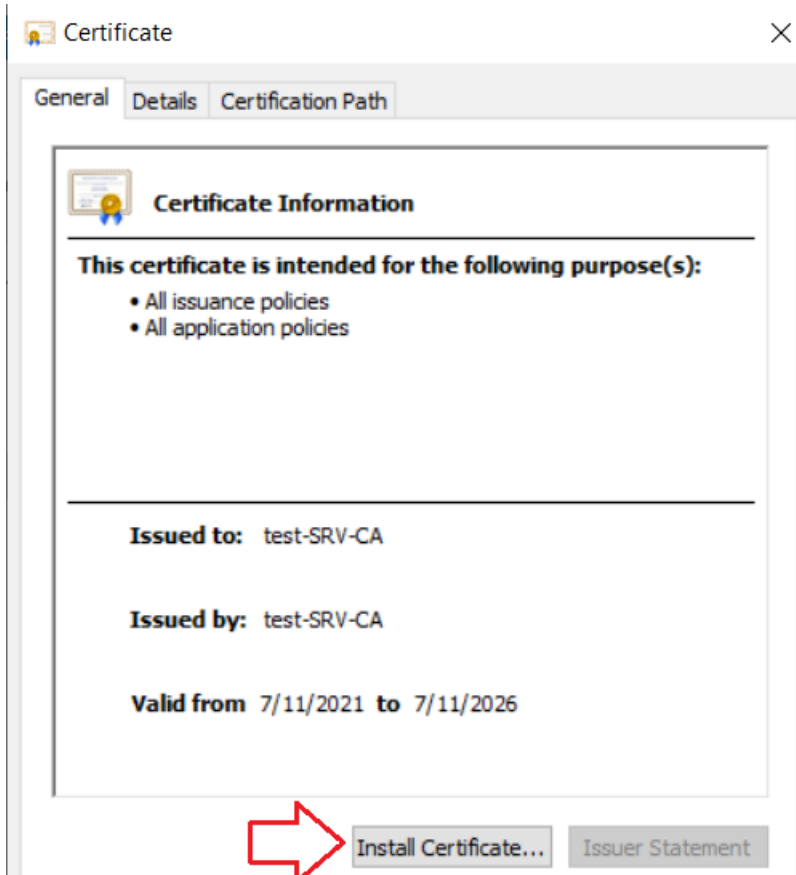 Certificate
General Details Certification Path
Certificate Information
This certificate is intended for the following purpose(s):
• All issuance policies
• All application policies
Issued to: test-SRV-CA
Issued by: test-SRV-CA
Valid from 7/11/2021 to 7/11/2026
Install Certificate... Issuer Statement